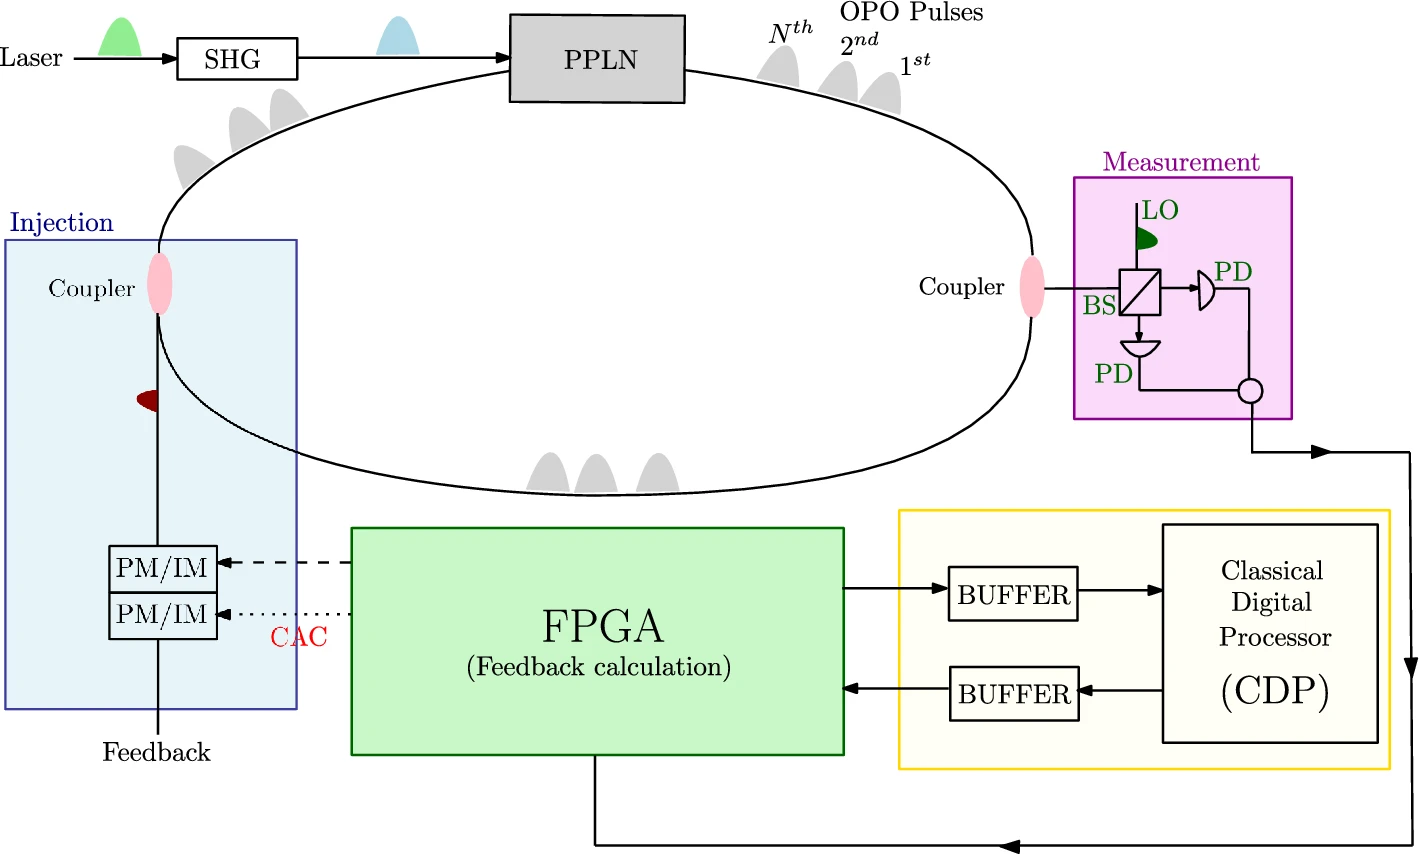 OPO Pulses
N^th
2^nd
1^st
Laser
SHG
PPLN
Measurement
LO
PD
BS
PD
Injection
Coupler
Coupler
PM/IM
PM/IM
CAC
Feedback
FPGA
(Feedback calculation)
BUFFER
BUFFER
Classical
Digital
Processor
(CDP)